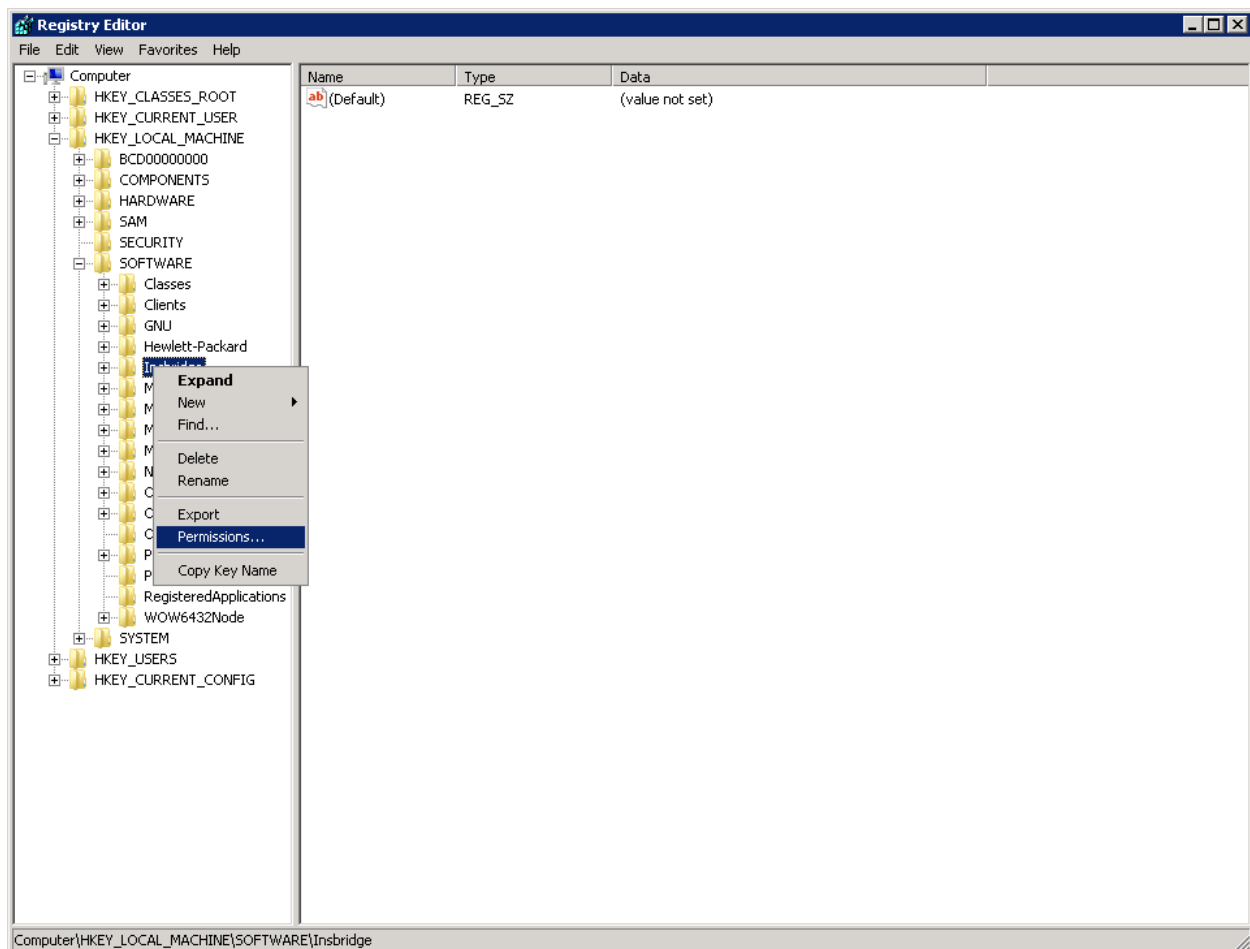 Registry Editor
File Edit View Favorites Help
Computer
HKEY_CLASSES_ROOT
HKEY_CURRENT_USER
HKEY_LOCAL_MACHINE
BCD00000000
COMPONENTS
HARDWARE
SAM
SECURITY
SOFTWARE
Classes
Clients
GNU
Hewlett-Packard
Insbridge
M
M
M
M
N
O
O
O
P
P
RegisteredApplications
WOW6432Node
SYSTEM
HKEY_USERS
HKEY_CURRENT_CONFIG
Expand
New
Find...
Delete
Rename
Export
Permissions...
Copy Key Name
Name Type Data
ab (Default) REG_SZ (value not set)
Computer\HKEY_LOCAL_MACHINE\SOFTWARE\Insbridge